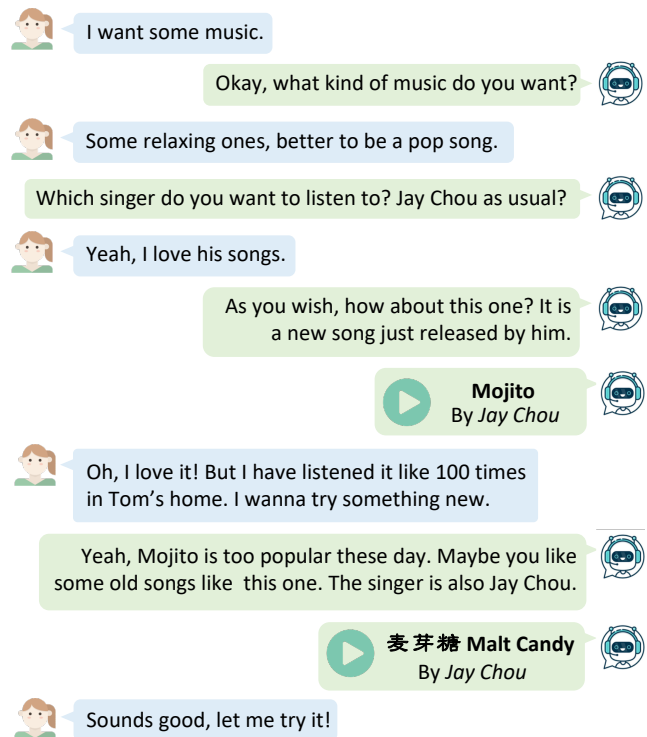 I want some music.
Okay, what kind of music do you want?
Some relaxing ones, better to be a pop song.
Which singer do you want to listen to? Jay Chou as usual?
Yeah, I love his songs.
As you wish, how about this one? It is
a new song just released by him.
Mojito
By Jay Chou
Oh, I love it! But I have listened it like 100 times
in Tom’s home. I wanna try something new.
Yeah, Mojito is too popular these day. Maybe you like
some old songs like this one. The singer is also Jay Chou.
麦芽糖 Malt Candy
By Jay Chou
Sounds good, let me try it!